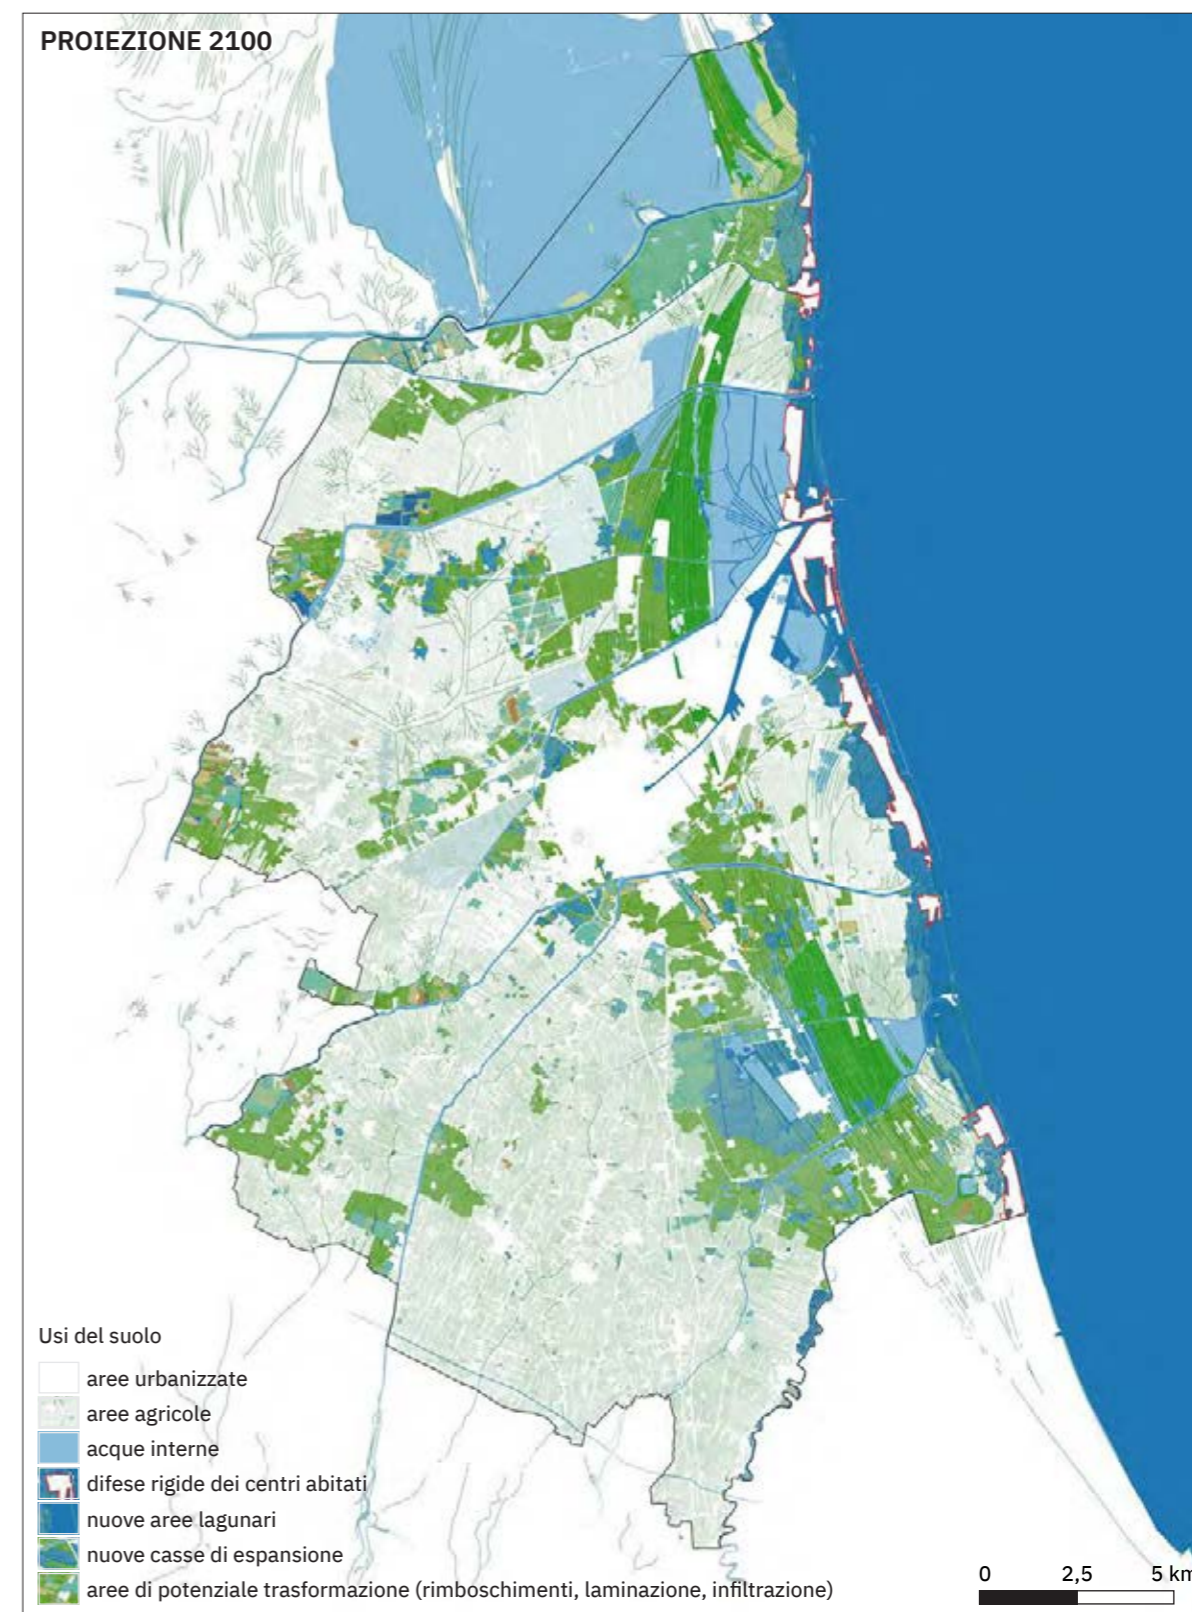 PROIEZIONE 2100
Usi del suolo
aree urbanizzate
aree agricole
acque interne
difese rigide dei centri abitati
nuove aree lagunari
nuove casse di espansione
aree di potenziale trasformazione (rimboschimenti, laminazione, infiltrazione)
0 2,5 5 km